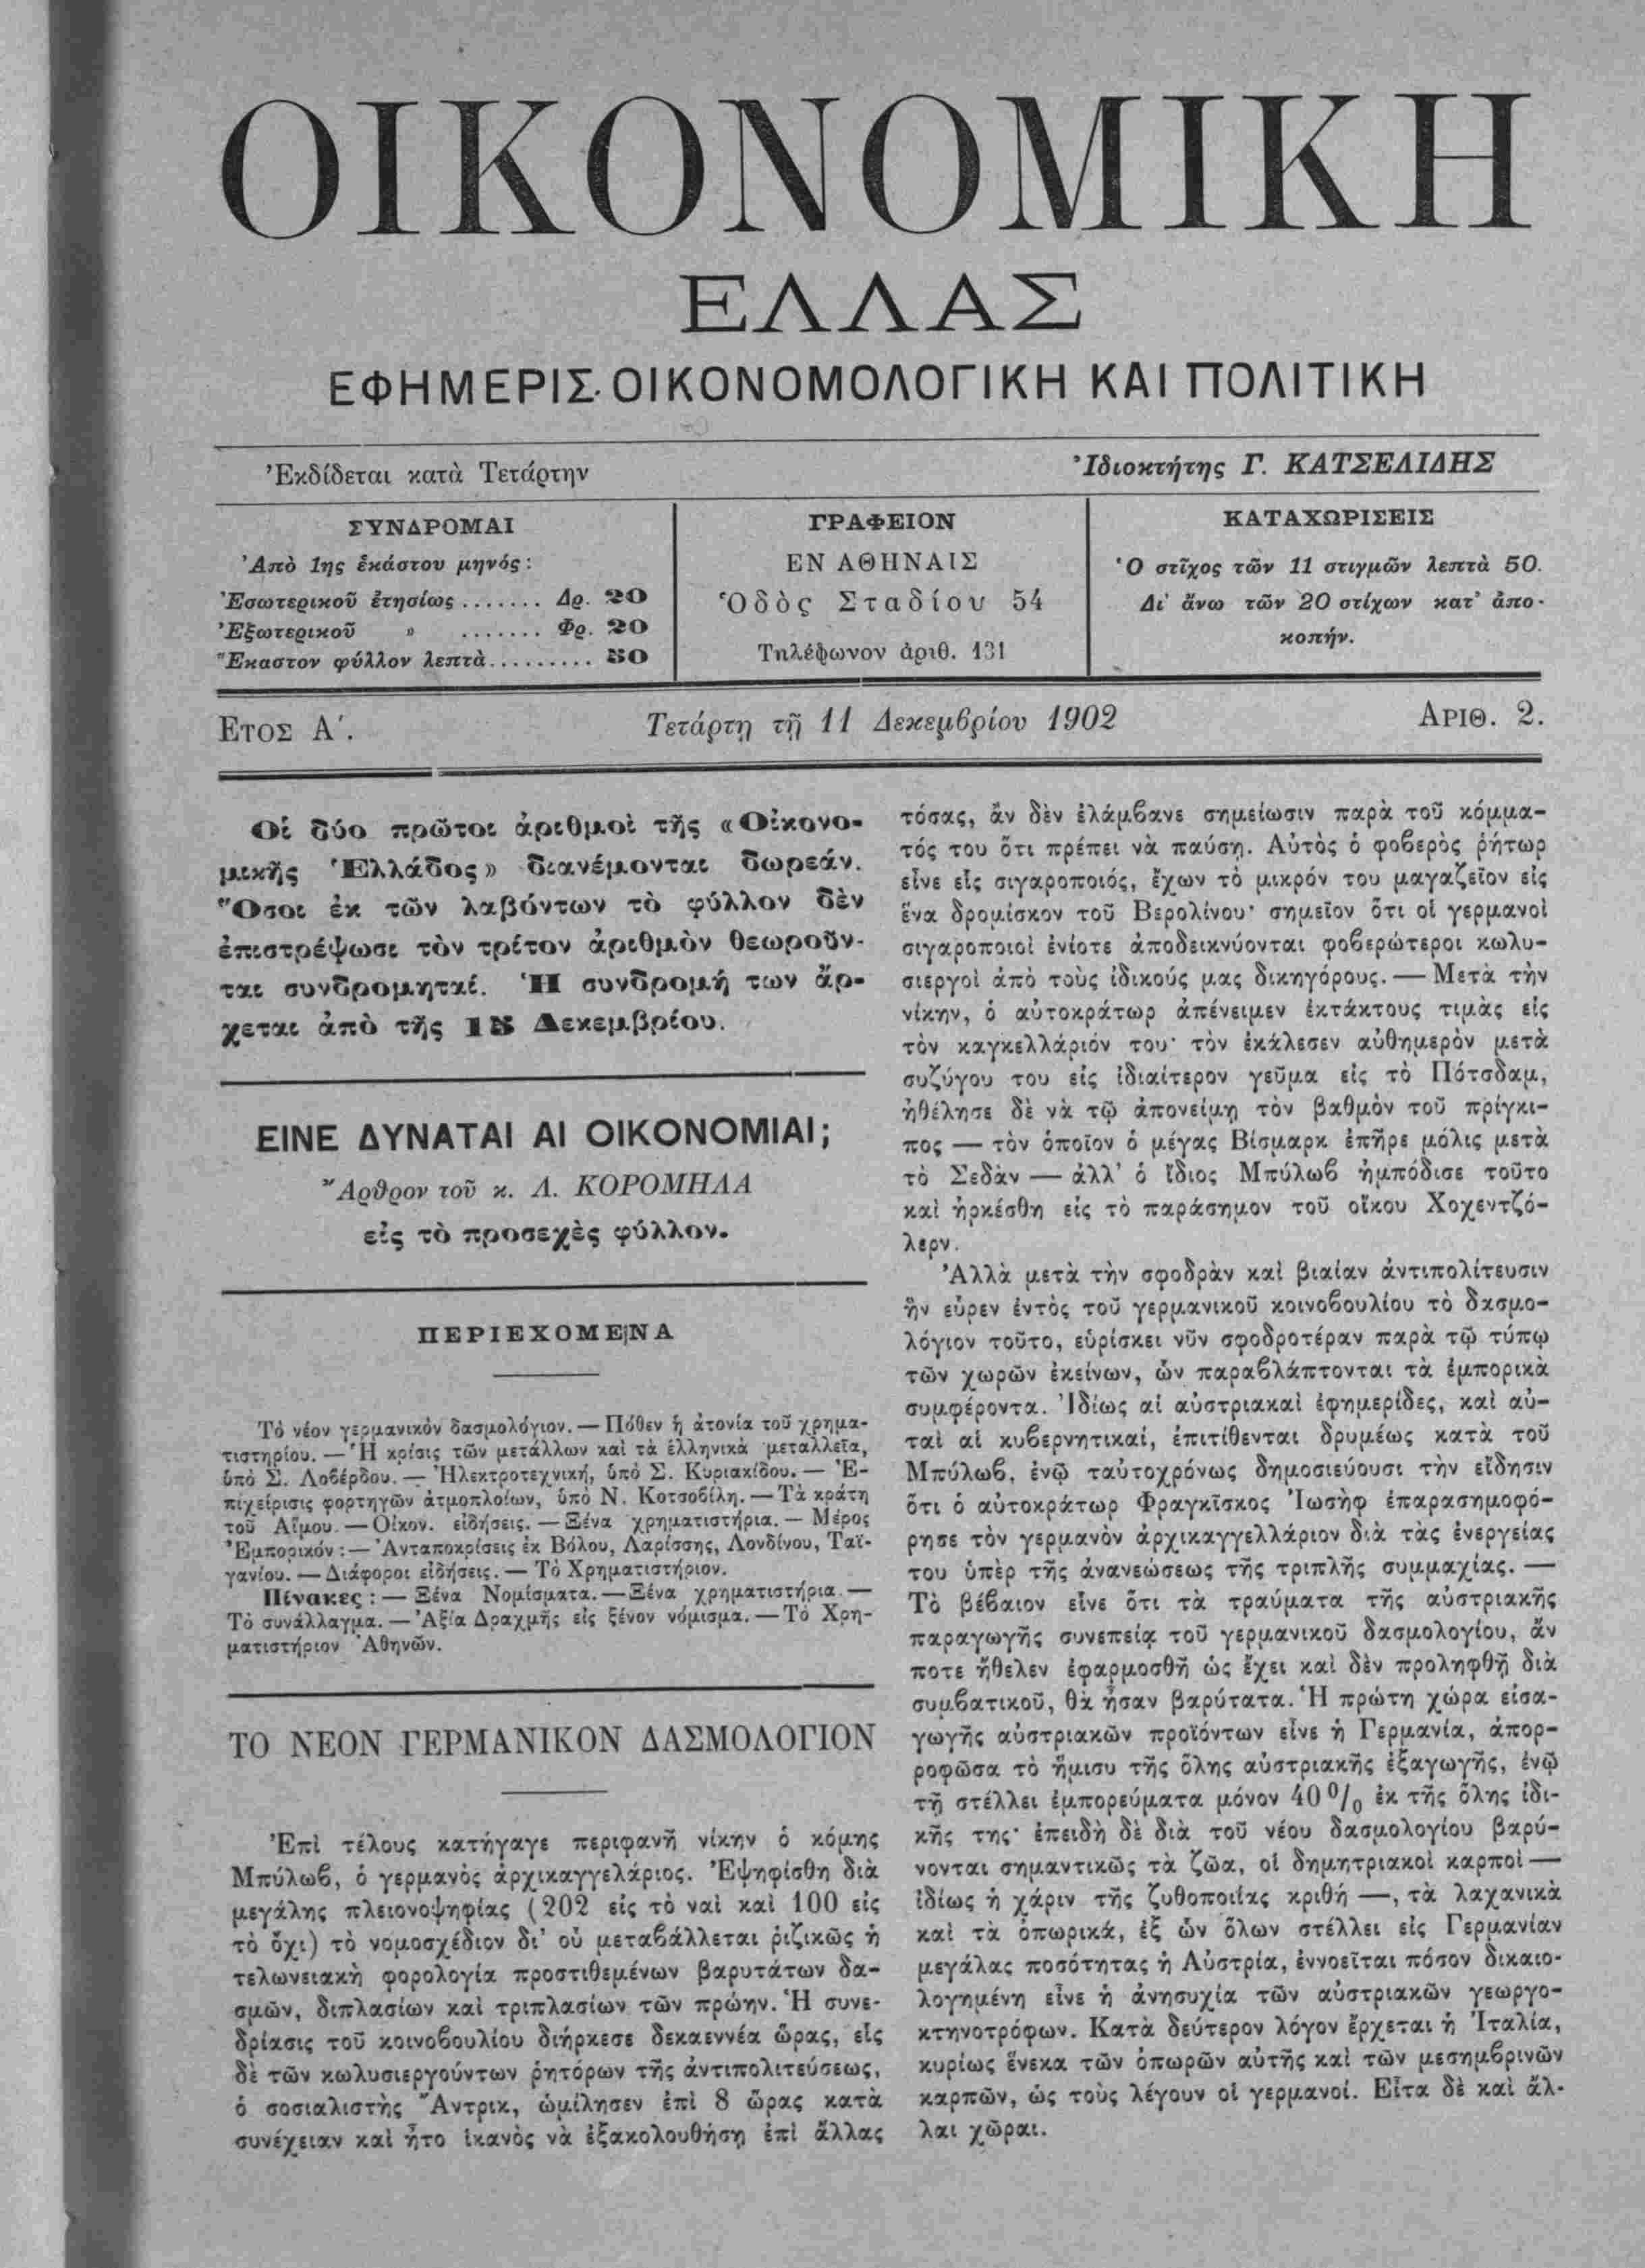 ΟΙΚΟΝΟΜΙΚΗ
ΕΛΛΑΣ
ΕΦΗΜΕΡΙΣ· ΟΙΚΟΝΟΜΟΛΟΓΙΚΗ ΚΑΙ ΠΟΛΙΤΙΚΗ
Ἐκδίδεται κατὰ Τετάρτην
Ἰδιοκτήτης Γ. ΚΑΤΣΕΛΙΔΗΣ
ΣΥΝΔΡΟΜΑΙ
Ἀπὸ 1ης ἑκάστου μηνός :
Ἐσωτερικοῦ ἐτησίως ....... Δρ. 20
Ἐξωτερικοῦ » ....... Φρ. 20
Ἕκαστον φύλλον λεπτὰ.......... 50
ΓΡΑΦΕΙΟΝ
ΕΝ ΑΘΗΝΑΙΣ
Ὁδὸς Σταδίου 54
Τηλέφωνον ἀριθ. 131
ΚΑΤΑΧΩΡΙΣΕΙΣ
Ὁ στῖχος τῶν 11 στιγμῶν λεπτὰ 50.
Δι' ἄνω τῶν 20 στίχων κατ' ἀπο-
κοπήν.
ΕΤΟΣ Α΄.
Τετάρτῃ τῇ 11 Δεκεμβρίου 1902
ΑΡΙΘ. 2.
Οἱ δύο πρῶτοι ἀριθμοὶ τῆς «Οἰκονο-
μικῆς Ἑλλάδος» διανέμονται δωρεάν.
Ὅσοι ἐκ τῶν λαβόντων τὸ φύλλον δὲν
ἐπιστρέψωσι τὸν τρίτον ἀριθμὸν θεωροῦν-
ται συνδρομηταί. Ἡ συνδρομή των ἄρ-
χεται ἀπὸ τῆς 15 Δεκεμβρίου.
ΕΙΝΕ ΔΥΝΑΤΑΙ ΑΙ ΟΙΚΟΝΟΜΙΑΙ;
Ἄρθρον τοῦ κ. Λ. ΚΟΡΟΜΗΛΑ
εἰς τὸ προσεχὲς φύλλον.
ΠΕΡΙΕΧΟΜΕΝΑ
Τὸ νέον γερμανικὸν δασμολόγιον. — Πόθεν ἡ ἀτονία τοῦ χρημα-
τιστηρίου. — Ἡ κρίσις τῶν μετάλλων καὶ τὰ ἑλληνικὰ μεταλλεῖα,
ὑπὸ Σ. Λοβέρδου. — Ἠλεκτροτεχνική, ὑπὸ Σ. Κυριακίδου. — Ἐ-
πιχείρισις φορτηγῶν ἀτμοπλοίων, ὑπὸ Ν. Κοτσοβίλη. — Τὰ κράτη
τοῦ Αἵμου. — Οἰκον. εἰδήσεις. — Ξένα χρηματιστήρια. — Μέρος
Ἐμπορικόν : — Ἀνταποκρίσεις ἐκ Βόλου, Λαρίσσης, Λονδίνου, Ταϊ-
γανίου. — Διάφοροι εἰδήσεις. — Τὸ Χρηματιστήριον.
Πίνακες : — Ξένα Νομίσματα. — Ξένα χρηματιστήρια. —
Τὸ συνάλλαγμα. — Ἀξία Δραχμῆς εἰς ξένον νόμισμα. — Τὸ Χρη-
ματιστήριον Ἀθηνῶν.
ΤΟ ΝΕΟΝ ΓΕΡΜΑΝΙΚΟΝ ΔΑΣΜΟΛΟΓΙΟΝ
Ἐπὶ τέλους κατήγαγε περιφανῆ νίκην ὁ κόμης
Μπύλωβ, ὁ γερμανὸς ἀρχικαγγελάριος. Ἐψηφίσθη διὰ
μεγάλης πλειονοψηφίας (202 εἰς τὸ ναὶ καὶ 100 εἰς
τὸ ὄχι) τὸ νομοσχέδιον δι' οὗ μεταβάλλεται ῥιζικῶς ἡ
τελωνειακὴ φορολογία προστιθεμένων βαρυτάτων δα-
σμῶν, διπλασίων καὶ τριπλασίων τῶν πρώην. Ἡ συνε-
δρίασις τοῦ κοινοβουλίου διήρκεσε δεκαεννέα ὥρας, εἷς
δὲ τῶν κωλυσιεργούντων ῥητόρων τῆς ἀντιπολιτεύσεως,
ὁ σοσιαλιστὴς Ἄντρικ, ὡμίλησεν ἐπὶ 8 ὥρας κατὰ
συνέχειαν καὶ ἦτο ἱκανὸς νὰ ἐξακολουθήσῃ ἐπὶ ἄλλας
τόσας, ἂν δὲν ἐλάμβανε σημείωσιν παρὰ τοῦ κόμμα-
τός του ὅτι πρέπει νὰ παύσῃ. Αὐτὸς ὁ φοβερὸς ῥήτωρ
εἶνε εἷς σιγαροποιός, ἔχων τὸ μικρόν του μαγαζεῖον εἰς
ἕνα δρομίσκον τοῦ Βερολίνου· σημεῖον ὅτι οἱ γερμανοὶ
σιγαροποιοὶ ἐνίοτε ἀποδεικνύονται φοβερώτεροι κωλυ-
σιεργοὶ ἀπὸ τοὺς ἰδικούς μας δικηγόρους. — Μετὰ τὴν
νίκην, ὁ αὐτοκράτωρ ἀπένειμεν ἐκτάκτους τιμὰς εἰς
τὸν καγκελλάριόν του· τὸν ἐκάλεσεν αὐθημερὸν μετὰ
συζύγου του εἰς ἰδιαίτερον γεῦμα εἰς τὸ Πότσδαμ,
ἠθέλησε δὲ νὰ τῷ ἀπονείμῃ τὸν βαθμὸν τοῦ πρίγκι-
πος — τὸν ὁποῖον ὁ μέγας Βίσμαρκ ἐπῆρε μόλις μετὰ
τὸ Σεδὰν — ἀλλ' ὁ ἴδιος Μπύλωβ ἠμπόδισε τοῦτο
καὶ ἠρκέσθη εἰς τὸ παράσημον τοῦ οἴκου Χοχεντζό-
λερν.
Ἀλλὰ μετὰ τὴν σφοδρὰν καὶ βιαίαν ἀντιπολίτευσιν
ἣν εὗρεν ἐντὸς τοῦ γερμανικοῦ κοινοβουλίου τὸ δασμο-
λόγιον τοῦτο, εὑρίσκει νῦν σφοδροτέραν παρὰ τῷ τύπῳ
τῶν χωρῶν ἐκείνων, ὧν παραβλάπτονται τὰ ἐμπορικὰ
συμφέροντα. Ἰδίως αἱ αὐστριακαὶ ἐφημερίδες, καὶ αὐ-
ταὶ αἱ κυβερνητικαί, ἐπιτίθενται δρυμέως κατὰ τοῦ
Μπύλωβ, ἐνῷ ταὐτοχρόνως δημοσιεύουσι τὴν εἴδησιν
ὅτι ὁ αὐτοκράτωρ Φραγκῖσκος Ἰωσὴφ ἐπαρασημοφό-
ρησε τὸν γερμανὸν ἀρχικαγγελλάριον διὰ τὰς ἐνεργείας
του ὑπὲρ τῆς ἀνανεώσεως τῆς τριπλῆς συμμαχίας. —
Τὸ βέβαιον εἶνε ὅτι τὰ τραύματα τῆς αὐστριακῆς
παραγωγῆς συνεπείᾳ τοῦ γερμανικοῦ δασμολογίου, ἄν
ποτε ἤθελεν ἐφαρμοσθῆ ὡς ἔχει καὶ δὲν προληφθῇ διὰ
συμβατικοῦ, θὰ ἦσαν βαρύτατα. Ἡ πρώτη χώρα εἰσα-
γωγῆς αὐστριακῶν προϊόντων εἶνε ἡ Γερμανία, ἀπορ-
ροφῶσα τὸ ἥμισυ τῆς ὅλης αὐστριακῆς ἐξαγωγῆς, ἐνῷ
τῇ στέλλει ἐμπορεύματα μόνον 40 % ἐκ τῆς ὅλης ἰδι-
κῆς της· ἐπειδὴ δὲ διὰ τοῦ νέου δασμολογίου βαρύ-
νονται σημαντικῶς τὰ ζῶα, οἱ δημητριακοὶ καρποὶ —
ἰδίως ἡ χάριν τῆς ζυθοποιίας κριθή —, τὰ λαχανικὰ
καὶ τὰ ὀπωρικά, ἐξ ὧν ὅλων στέλλει εἰς Γερμανίαν
μεγάλας ποσότητας ἡ Αὐστρία, ἐννοεῖται πόσον δικαιο-
λογημένη εἶνε ἡ ἀνησυχία τῶν αὐστριακῶν γεωργο-
κτηνοτρόφων. Κατὰ δεύτερον λόγον ἔρχεται ἡ Ἰταλία,
κυρίως ἕνεκα τῶν ὀπωρῶν αὐτῆς καὶ τῶν μεσημβρινῶν
καρπῶν, ὡς τοὺς λέγουν οἱ γερμανοί. Εἶτα δὲ καὶ ἄλ-
λαι χῶραι.